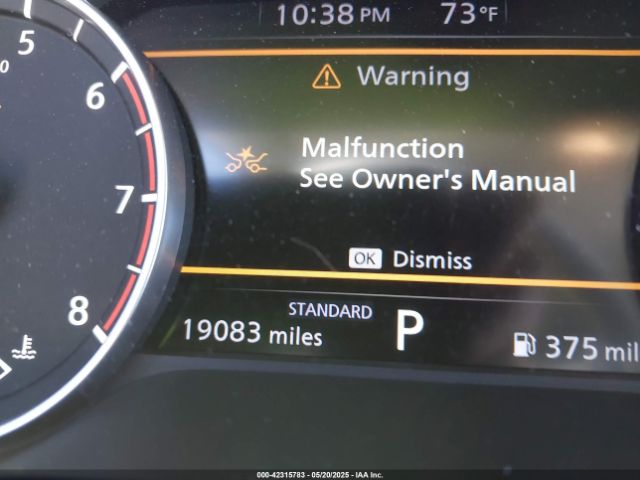 10:38 PM 73°F
5
6
7
8
Warning
Malfunction
See Owner's Manual
OK Dismiss
STANDARD
19083 miles P 375 mil
000-42315783 - 05/20/2025 - IAA Inc.